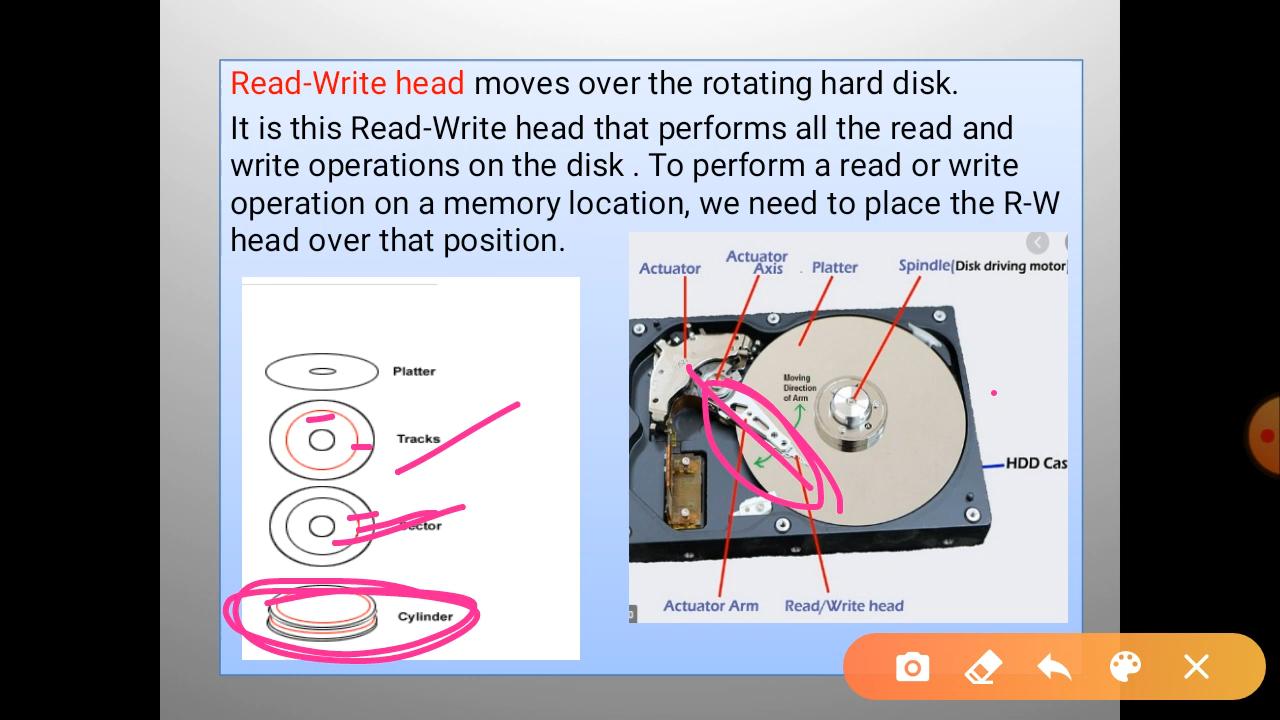 Read-Write head moves over the rotating hard disk.
It is this Read-Write head that performs all the read and
write operations on the disk . To perform a read or write
operation on a memory location, we need to place the R-W
head over that position.
Platter
Tracks
Sector
Cylinder
Actuator
Actuator
Axis
Platter
Spindle(Disk driving motor)
Moving
Direction
of Arm
HDD Cas
Actuator Arm
Read/Write head